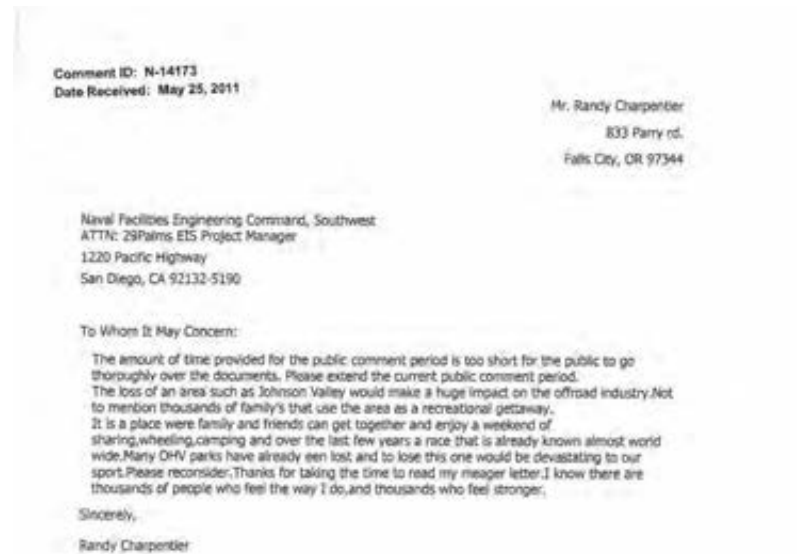 Comment ID: N-14173
Date Received: May 25, 2011
Mr. Randy Charpentier
833 Parry rd.
Falls City, OR 97344
Naval Facilities Engineering Command, Southwest
ATTN: 29Palms EIS Project Manager
1220 Pacific Highway
San Diego, CA 92132-5190
To Whom It May Concern:
The amount of time provided for the public comment period is too short for the public to go
thoroughly over the documents. Please extend the current public comment period.
The loss of an area such as Johnson Valley would make a huge impact on the offroad industry.Not
to mention thousands of family's that use the area as a recreational gettaway.
It is a place were family and friends can get together and enjoy a weekend of
sharing,wheeling,camping and over the last few years a race that is already known almost world
wide.Many OHV parks have already een lost and to lose this one would be devastating to our
sport.Please reconsider.Thanks for taking the time to read my meager letter.I know there are
thousands of people who feel the way I do,and thousands who feel stronger.
Sincerely,
Randy Charpentier